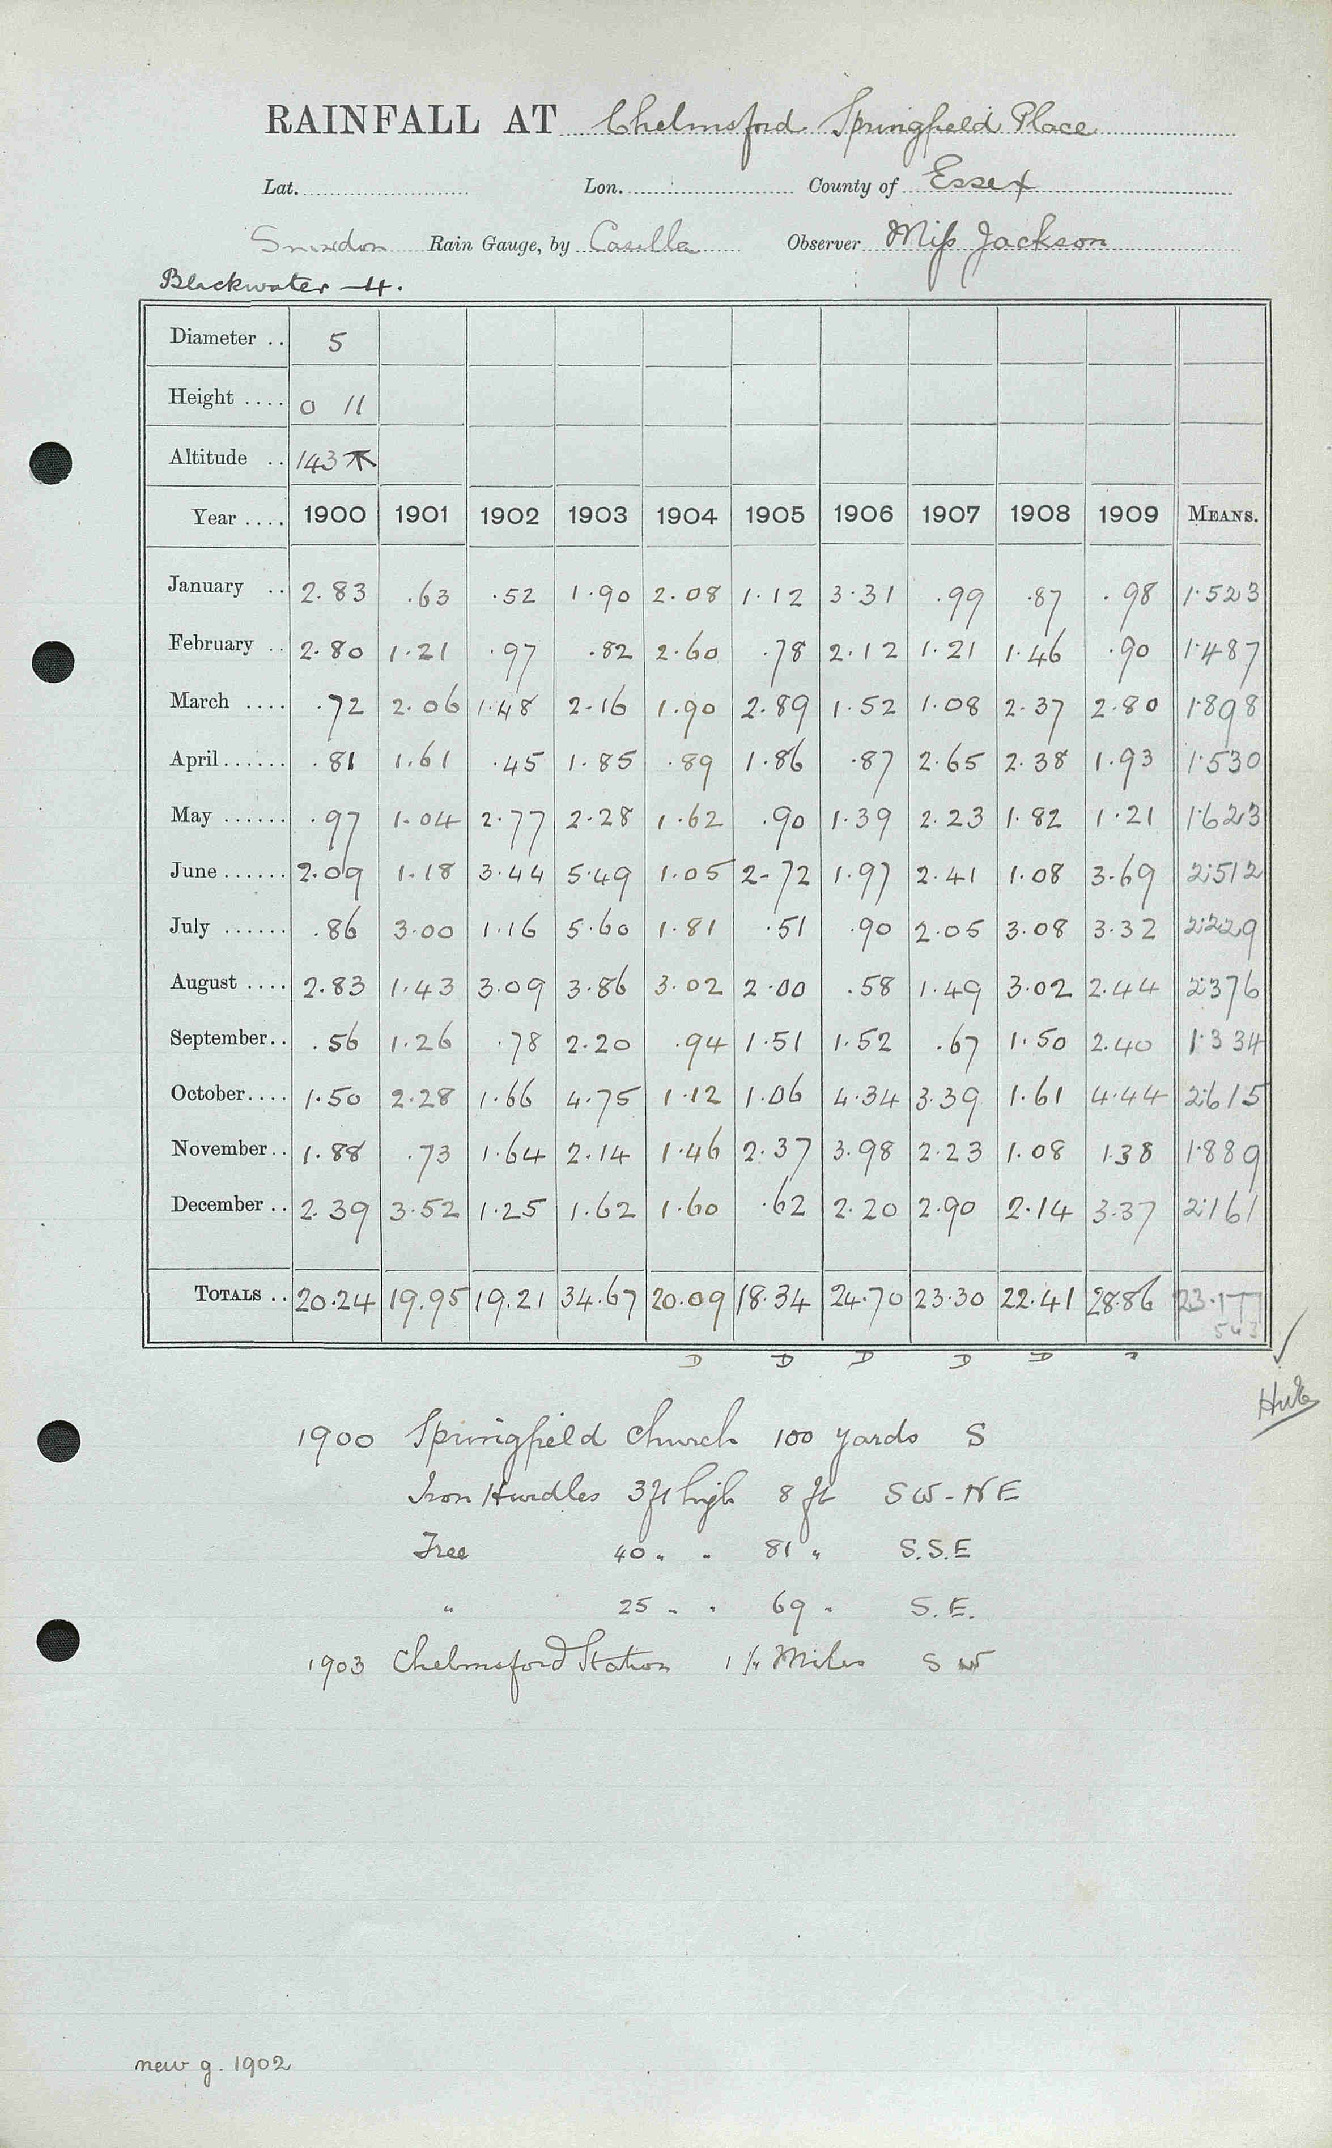 RAINFALL AT Chelmsford Springfield Place
Lat. Lon. County of Essex
Snowdon Rain Gauge, by Casella Observer Miss Jackson
Blackwater - 4.
Diameter .. 5
Height .... 0 11
Altitude .. 143
Year .... 1900 1901 1902 1903 1904 1905 1906 1907 1908 1909 MEANS.
January .. 2.83 .63 .52 1.90 2.08 1.12 3.31 .99 .87 .98 1.523
February .. 2.80 1.21 .97 .82 2.60 .78 2.12 1.21 1.46 .90 1.487
March .... .72 2.06 1.48 2.16 1.90 2.89 1.52 1.08 2.37 2.80 1.898
April ...... .81 1.61 .45 1.85 .89 1.86 .87 2.65 2.38 1.93 1.530
May ...... .97 1.04 2.77 2.28 1.62 .90 1.39 2.23 1.82 1.21 1.623
June ...... 2.09 1.18 3.44 5.49 1.05 2.72 1.97 2.41 1.08 3.69 2.512
July ...... .86 3.00 1.16 5.60 1.81 .51 .90 2.05 3.08 3.32 2.229
August .... 2.83 1.43 3.09 3.86 3.02 2.00 .58 1.49 3.02 2.44 2.376
September.. .56 1.26 .78 2.20 .94 1.51 1.52 .67 1.50 2.40 1.334
October.... 1.50 2.28 1.66 4.75 1.12 1.06 4.34 3.39 1.61 4.44 2.615
November.. 1.88 .73 1.64 2.14 1.46 2.37 3.98 2.23 1.08 1.38 1.889
December .. 2.39 3.52 1.25 1.62 1.60 .62 2.20 2.90 2.14 3.37 2.161
TOTALS .. 20.24 19.95 19.21 34.67 20.09 18.34 24.70 23.30 22.41 28.86 23.177
D D D D D
1900 Springfield Church 100 yards S
Iron Hurdles 3 ft high 8 ft SW - NE
Tree 40 " " 81 " S.S.E
" 25 " " 69 " S.E.
1903 Chelmsford Station 1 1/4 Miles SW
new g. 1902